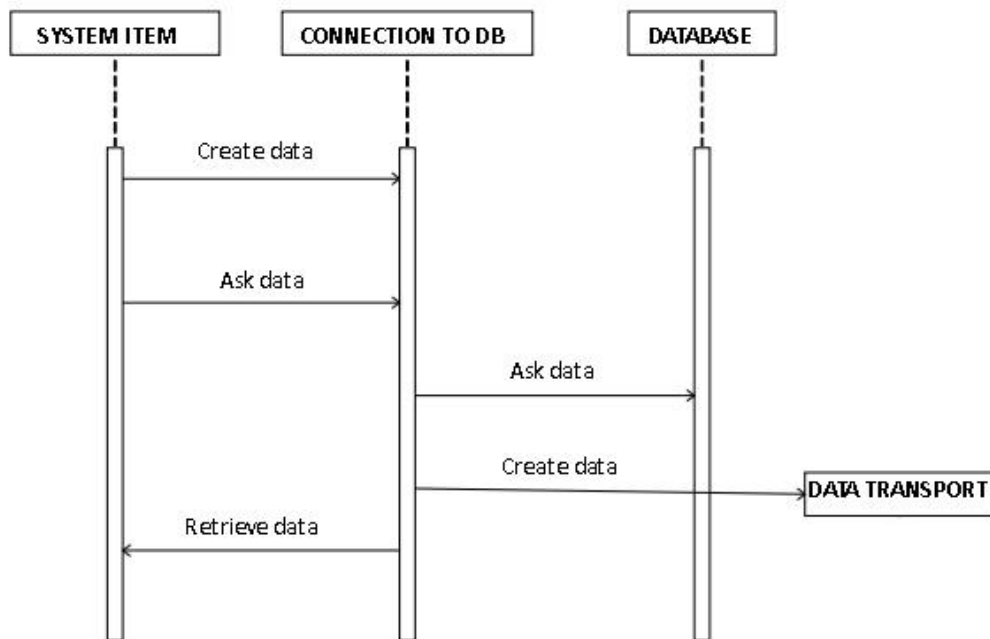 SYSTEM ITEM
CONNECTION TO DB
DATABASE
Create data
Ask data
Ask data
Create data
DATA TRANSPORT
Retrieve data